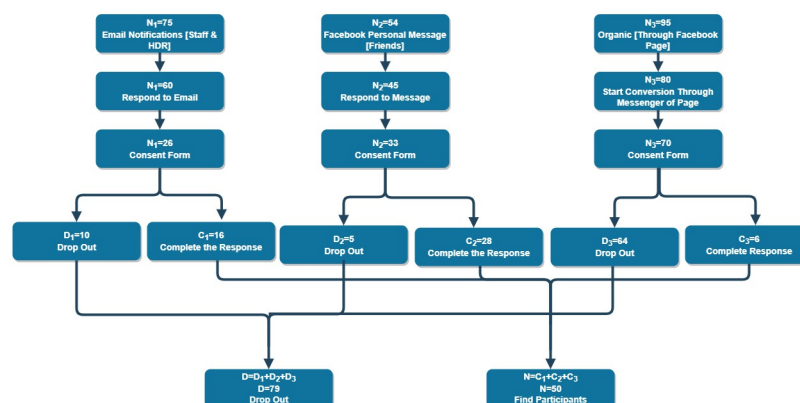 N₁=75
Email Notifications [Staff &
HDR]
N₂=54
Facebook Personal Message
[Friends]
N₃=95
Organic [Through Facebook
Page]
N₁=60
Respond to Email
N₂=45
Respond to Message
N₃=80
Start Conversion Through
Messenger of Page
N₁=26
Consent Form
N₂=33
Consent Form
N₃=70
Consent Form
D₁=10
Drop Out
C₁=16
Complete the Response
D₂=5
Drop Out
C₂=28
Complete the Response
D₃=64
Drop Out
C₃=6
Complete Response
D=D₁+D₂+D₃
D=79
Drop Out
N=C₁+C₂+C₃
N=50
Find Participants